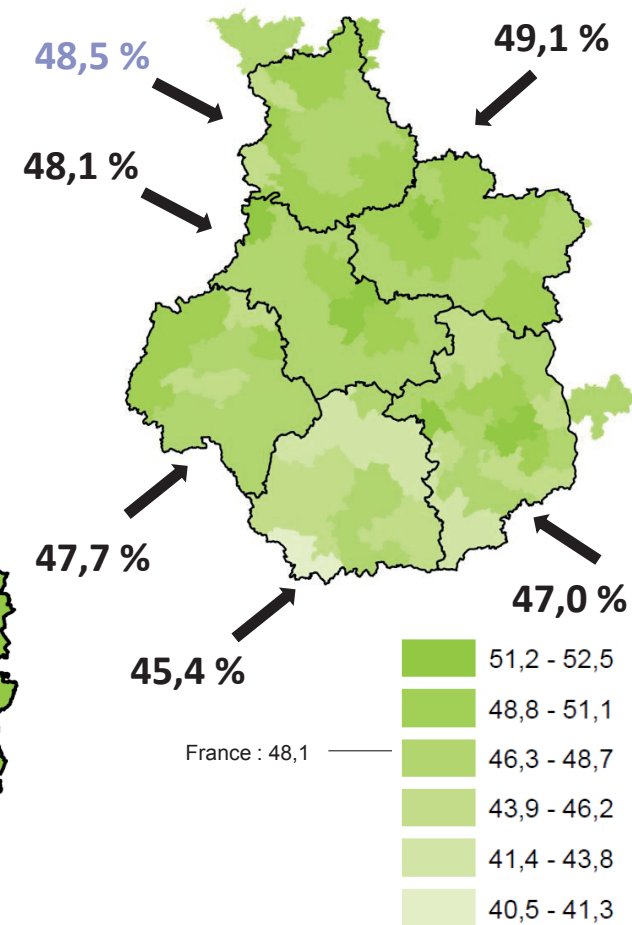 49,1 %
48,5 %
48,1 %
47,7 %
47,0 %
45,4 %
51,2 - 52,5
48,8 - 51,1
France : 48,1
46,3 - 48,7
43,9 - 46,2
41,4 - 43,8
40,5 - 41,3